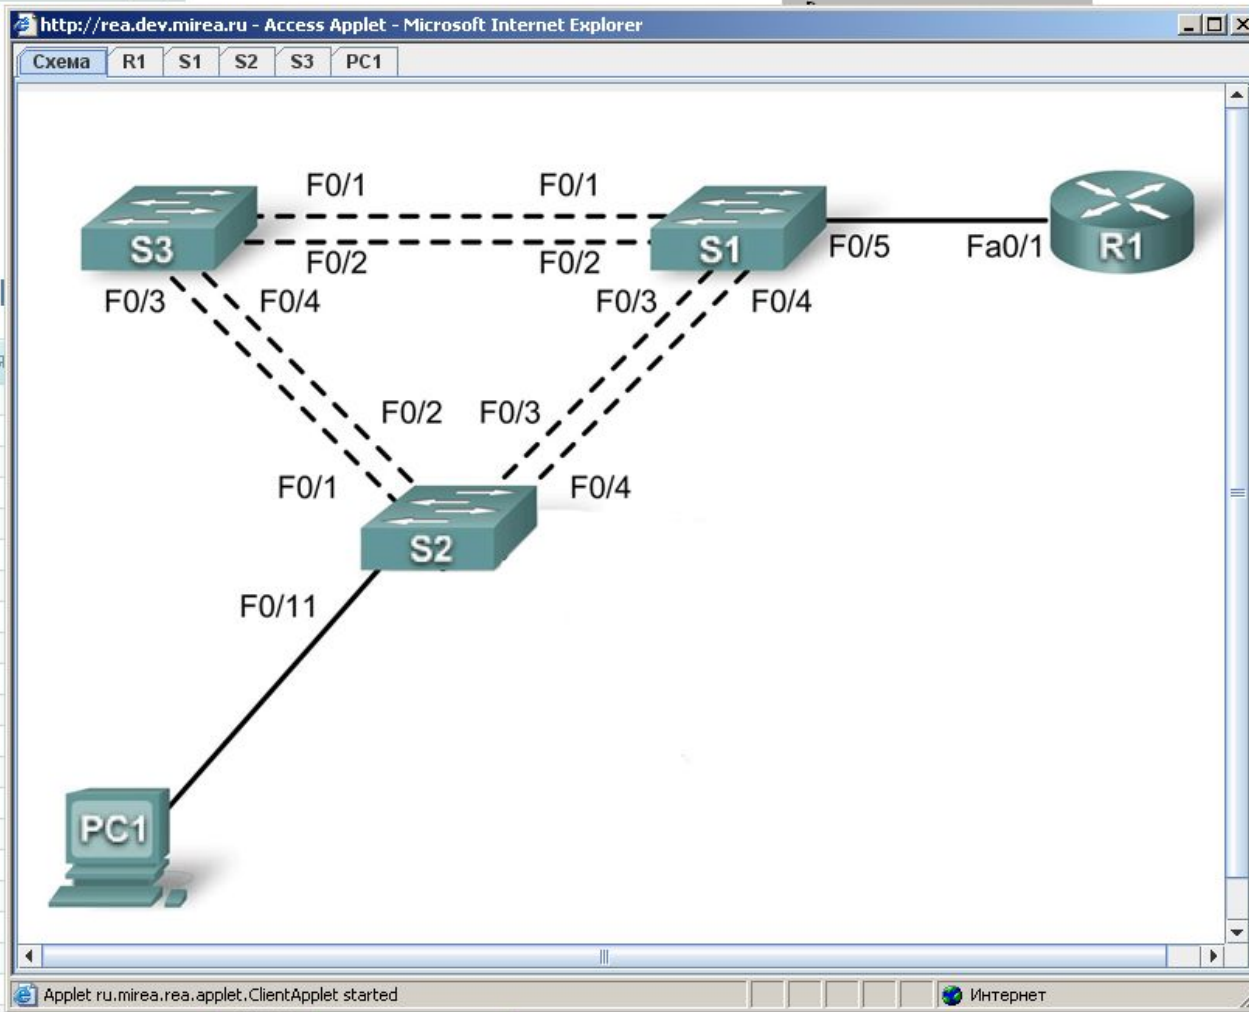 http://rea.dev.mirea.ru - Access Applet - Microsoft Internet Explorer
Схема R1 S1 S2 S3 PC1
F0/1 F0/1
S3 S1 R1
F0/5 Fa0/1
F0/2 F0/2
F0/3 F0/4 F0/3 F0/4
F0/2 F0/3
F0/1 F0/4
S2
F0/11
PC1
Applet ru.mirea.rea.applet.ClientApplet started
Интернет